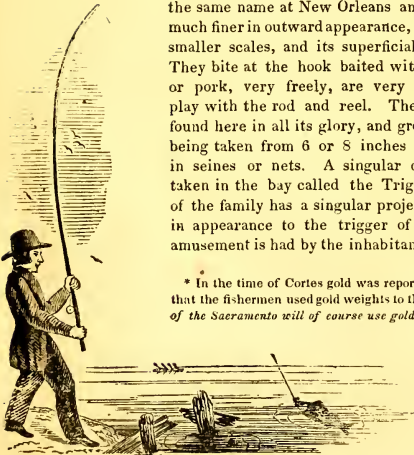 the same name at New Orleans an
much finer in outward appearance,
smaller scales, and its superficial
They bite at the hook baited wit
or pork, very freely, are very
play with the rod and reel. The
found here in all its glory, and gr
being taken from 6 or 8 inches
in seines or nets. A singular
taken in the bay called the Trig
of the family has a singular proje
in appearance to the trigger of
amusement is had by the inhabitan
* In the time of Cortes gold was repor
that the fishermen used gold weights to th
of the Sacramento will of course use gold